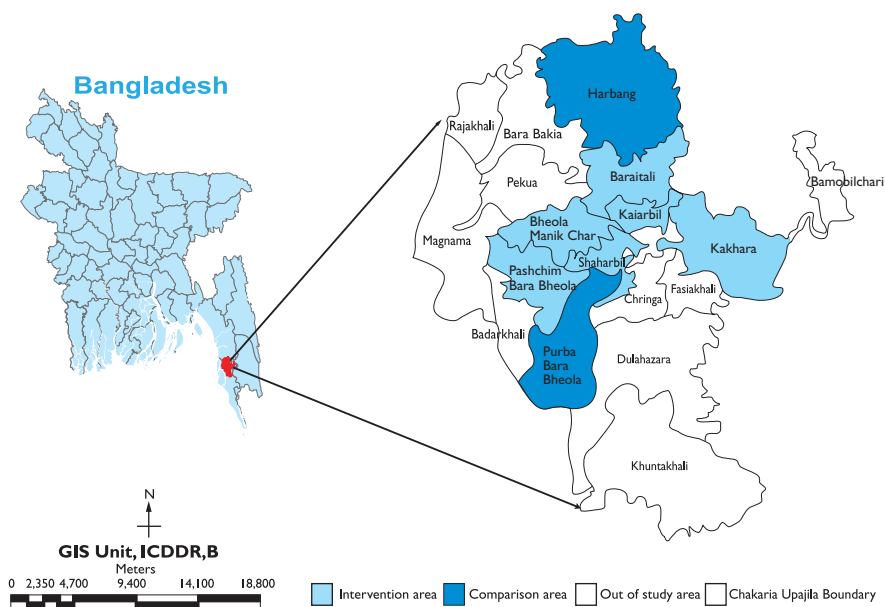 Bangladesh
Harbang
Rajakhali
Bara Bakia
Pekua
Baraitali
Bamobilchari
Bheola
Manik Char
Kaiarbil
Magnama
Kakhara
Shaharbil
Pashchim
Bara Bheola
Chringa
Fasiakhali
Badarkhali
Purba
Bara
Bheola
Dulahazara
Khuntakhali
N
GIS Unit, ICDDR,B
Meters
0 2,350 4,700 9,400 14,100 18,800
Intervention area Comparison area Out of study area Chakaria Upajila Boundary